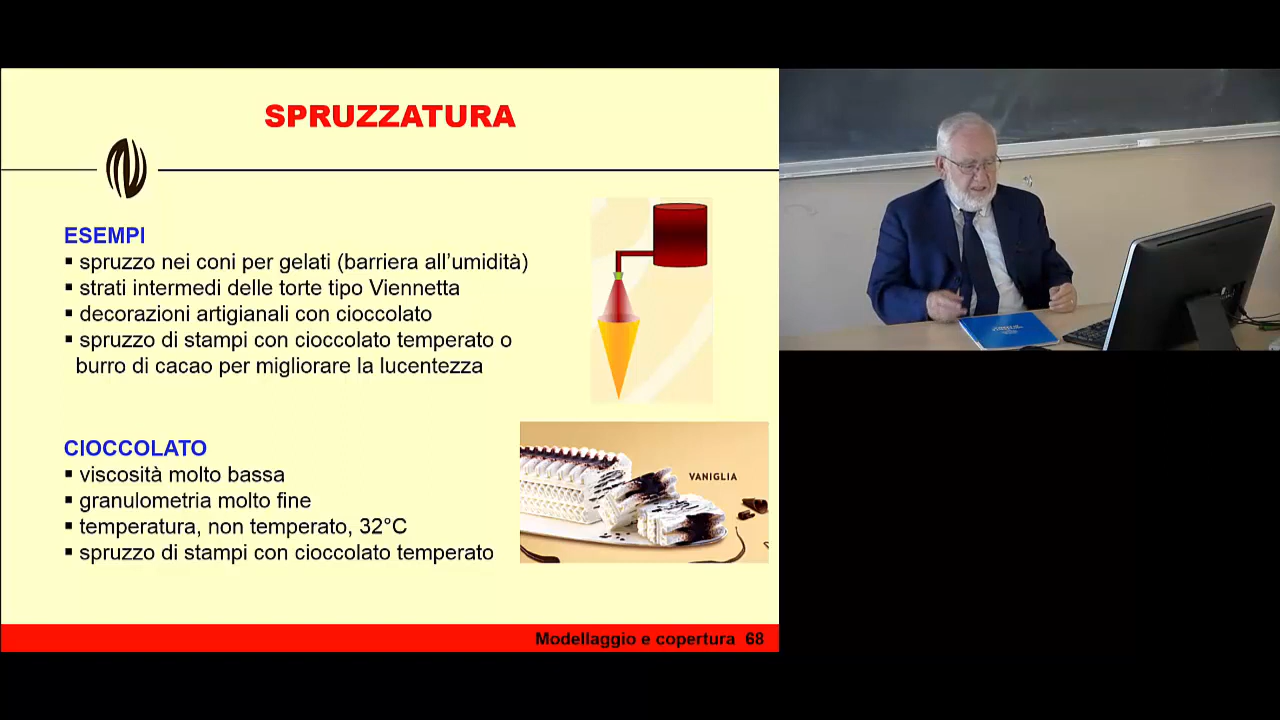 SPRUZZATURA
ESEMPI
▪ spruzzo nei coni per gelati (barriera all’umidità)
▪ strati intermedi delle torte tipo Viennetta
▪ decorazioni artigianali con cioccolato
▪ spruzzo di stampi con cioccolato temperato o
burro di cacao per migliorare la lucentezza
CIOCCOLATO
▪ viscosità molto bassa
▪ granulometria molto fine
▪ temperatura, non temperato, 32°C
▪ spruzzo di stampi con cioccolato temperato
VANIGLIA
Modellaggio e copertura 68